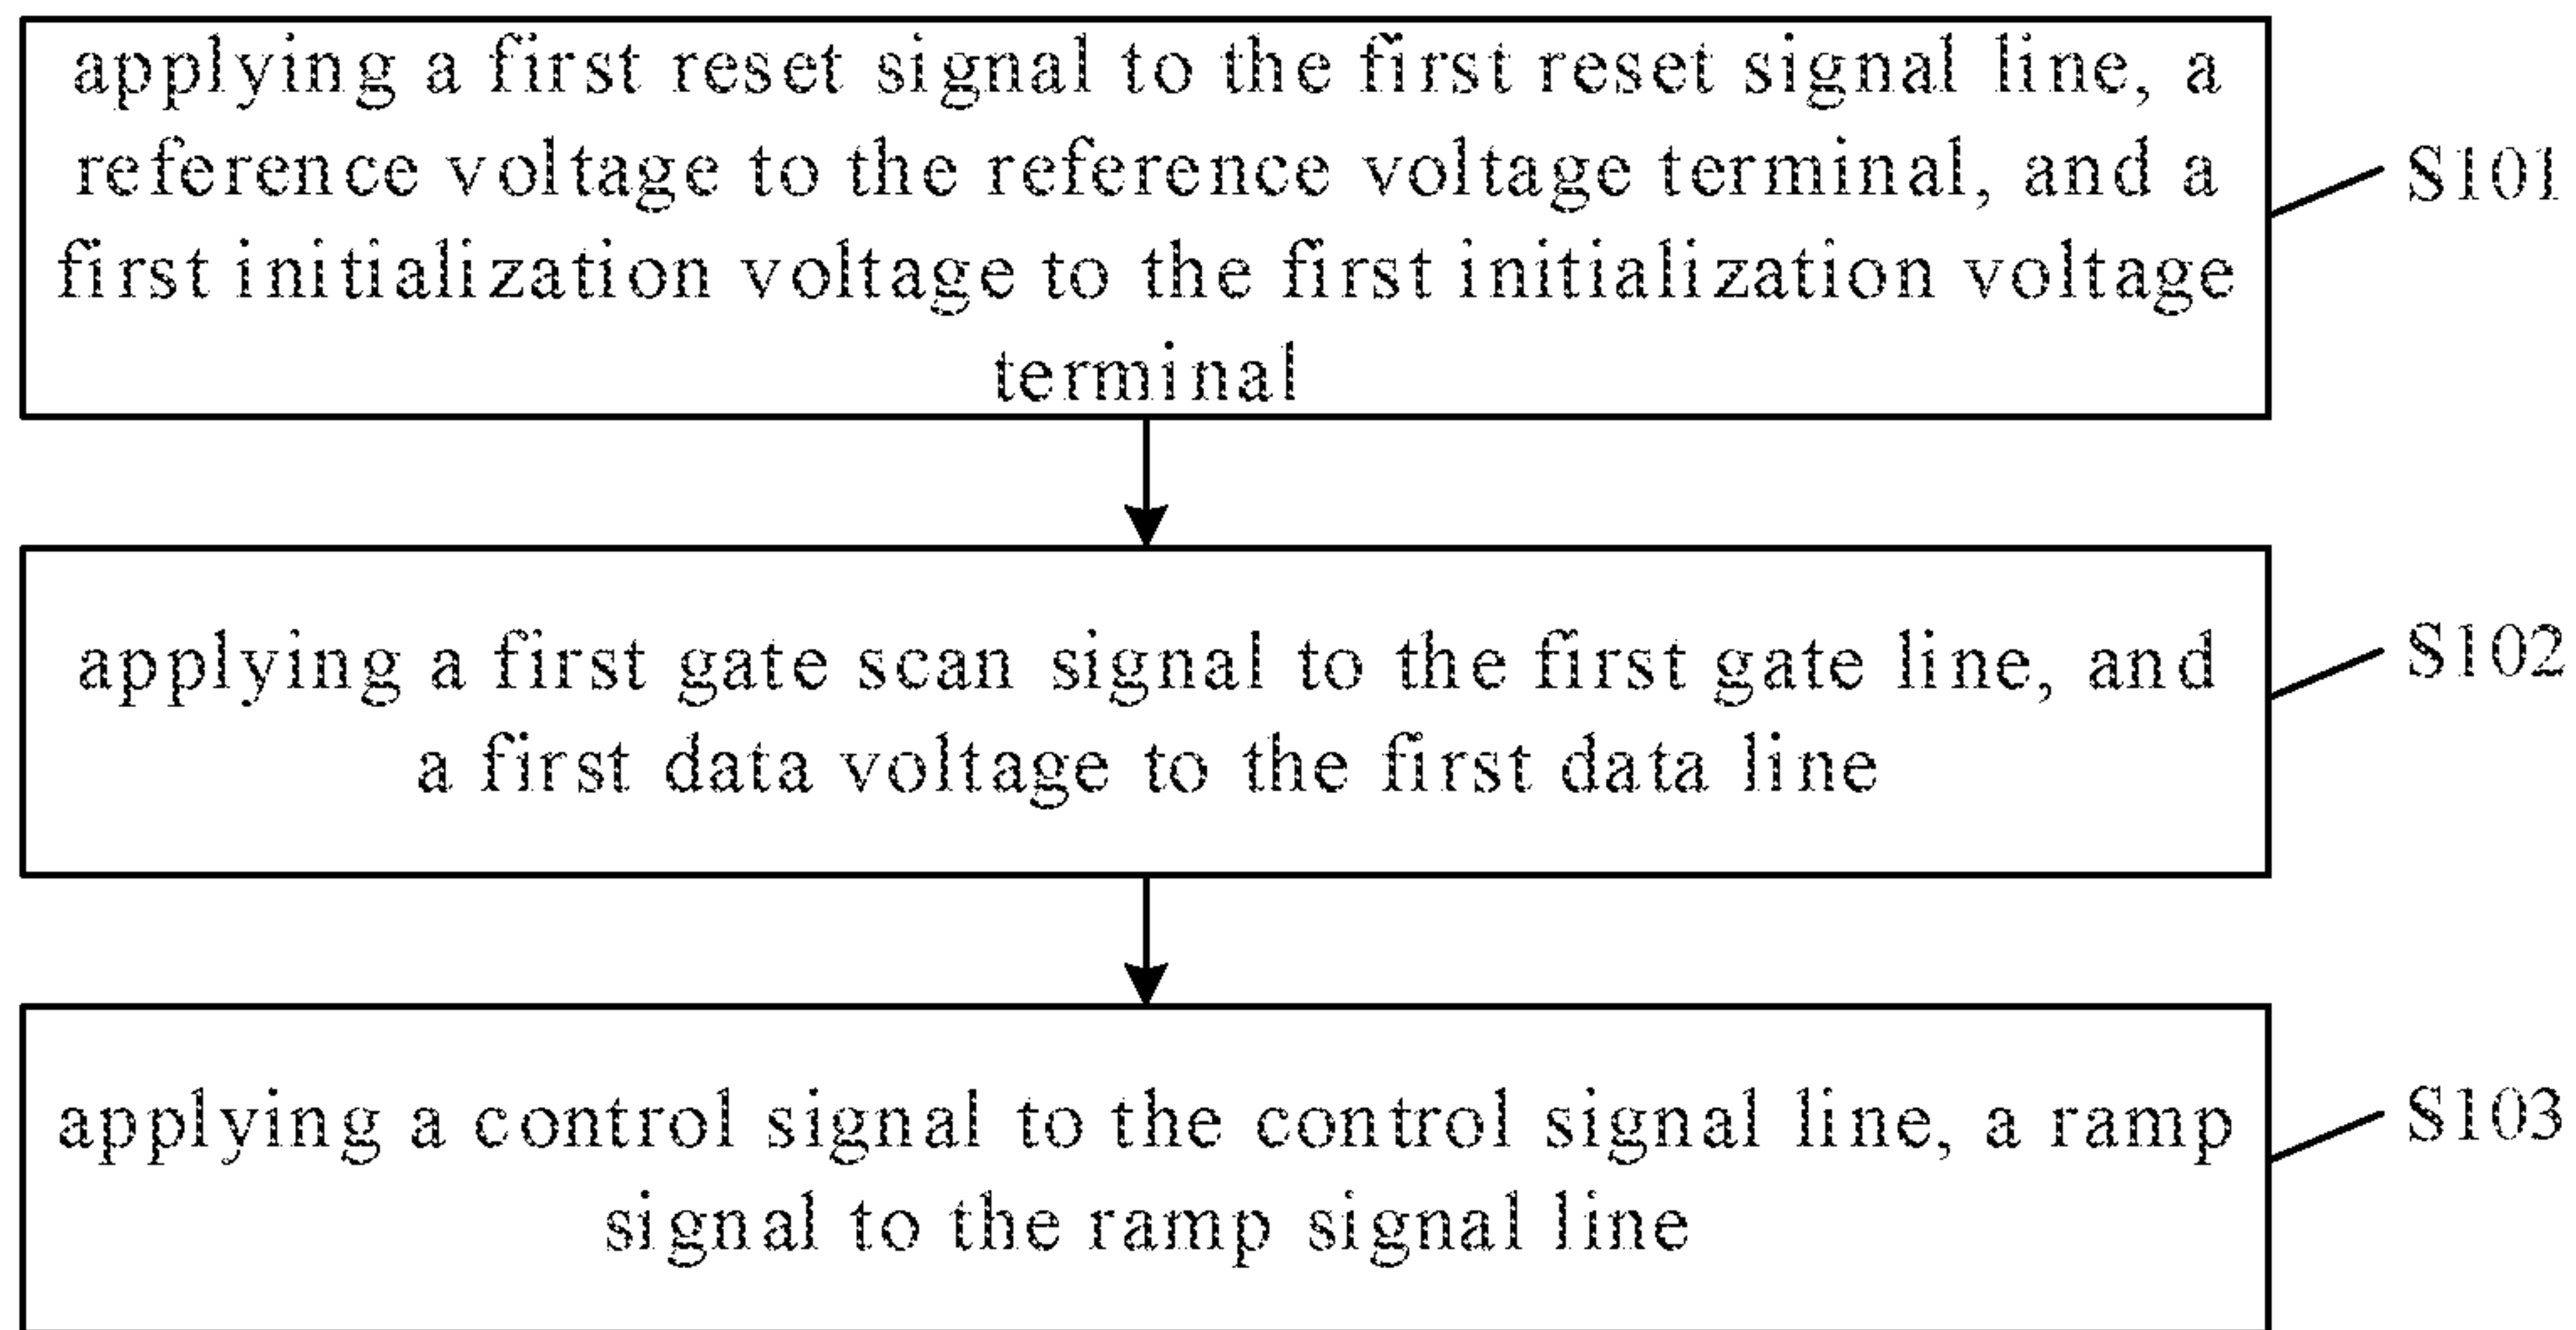 applying a first reset signal to the first reset signal line, a
reference voltage to the reference voltage terminal, and a
first initialization voltage to the first initialization voltage
terminal
S101
applying a first gate scan signal to the first gate line, and
a first data voltage to the first data line
S102
applying a control signal to the control signal line, a ramp
signal to the ramp signal line
S103